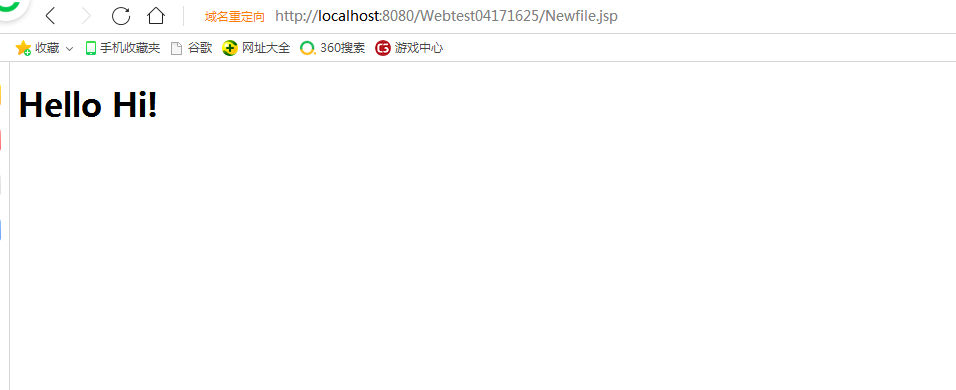 域名重定向 http://localhost:8080/Webtest04171625/Newfile.jsp
收藏 手机收藏夹 谷歌 网址大全 360搜索 游戏中心
Hello Hi!